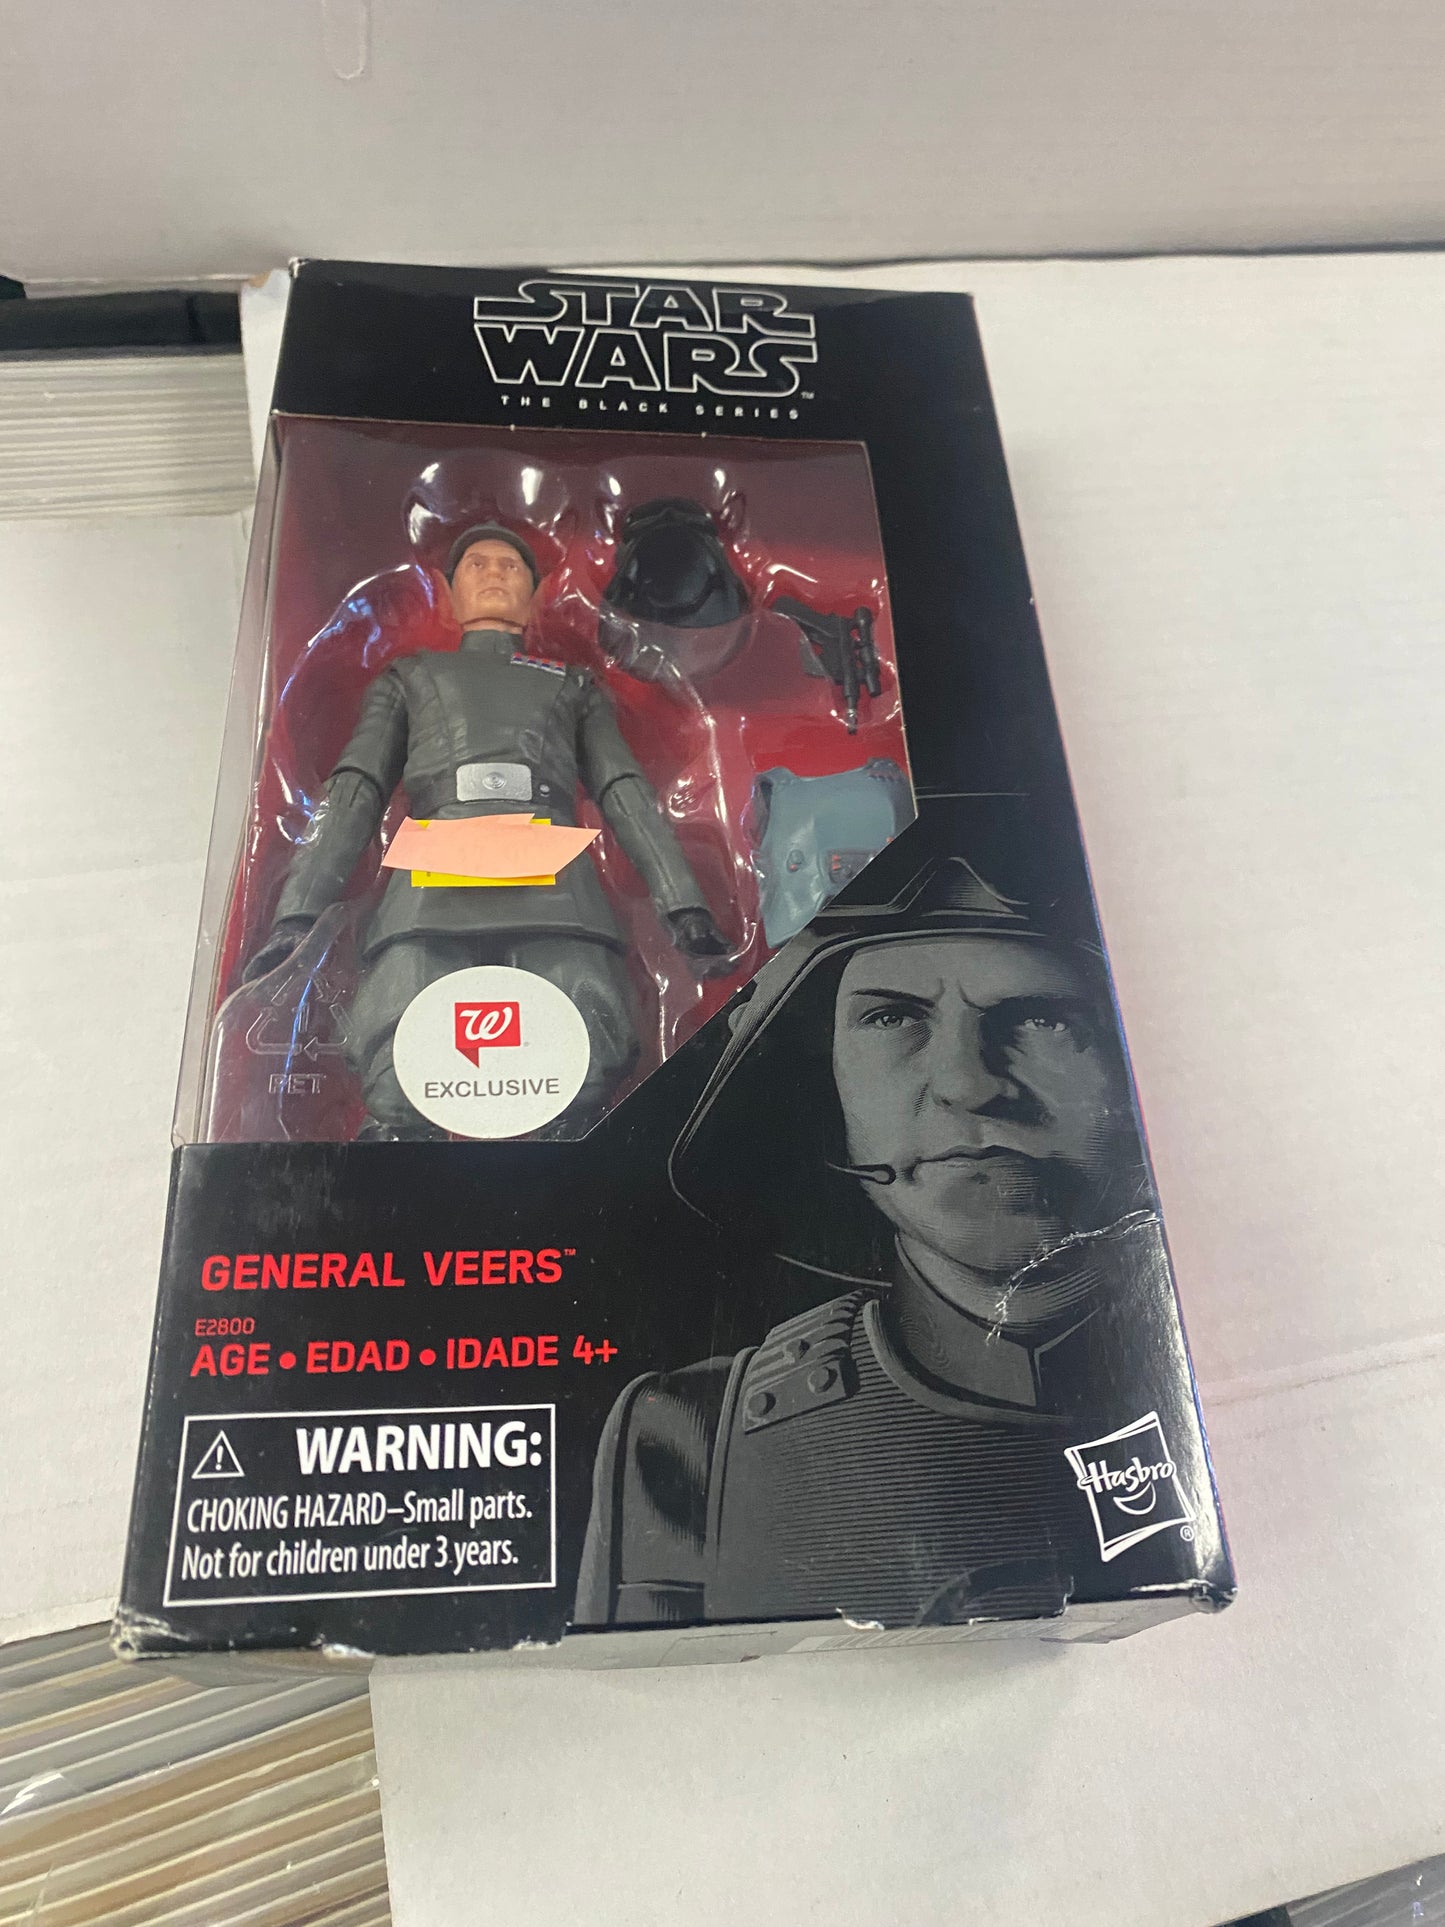 STAR
WARS™
THE BLACK SERIES
PET
W
EXCLUSIVE
GENERAL VEERS™
E2800
AGE • EDAD • IDADE 4+
WARNING:
CHOKING HAZARD–Small parts.
Not for children under 3 years.
Hasbro
®